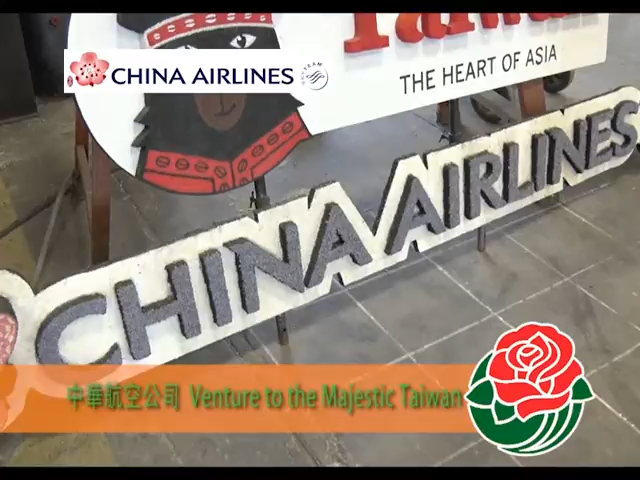 Taiwan
CHINA AIRLINES
THE HEART OF ASIA
CHINA AIRLINES
中華航空公司 Venture to the Majestic Taiwan